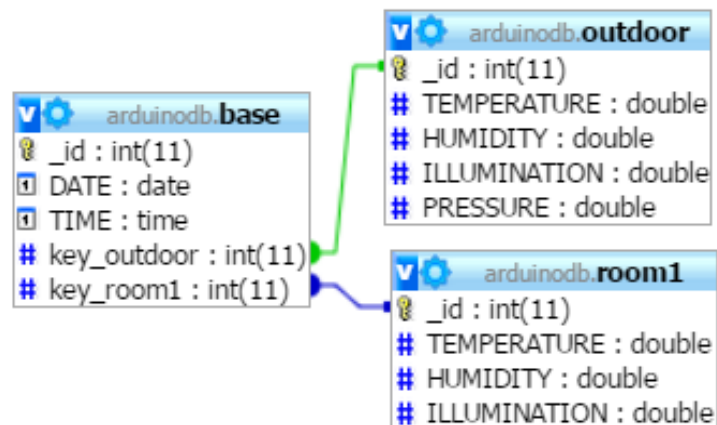 arduinodb.base
_id : int(11)
DATE : date
TIME : time
# key_outdoor : int(11)
# key_room1 : int(11)
arduinodb.outdoor
_id : int(11)
# TEMPERATURE : double
# HUMIDITY : double
# ILLUMINATION : double
# PRESSURE : double
arduinodb.room1
_id : int(11)
# TEMPERATURE : double
# HUMIDITY : double
# ILLUMINATION : double